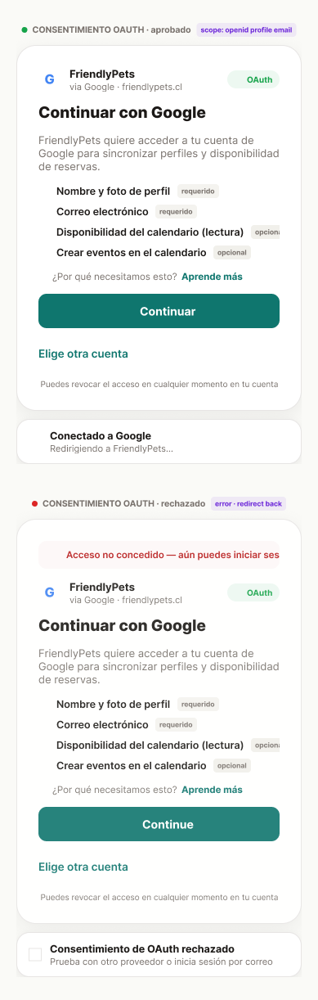 CONSENTIMIENTO OAUTH · aprobado scope: openid profile email
G FriendlyPets OAuth
via Google · friendlypets.cl
Continuar con Google
FriendlyPets quiere acceder a tu cuenta de
Google para sincronizar perfiles y disponibilidad
de reservas.
Nombre y foto de perfil requerido
Correo electrónico requerido
Disponibilidad del calendario (lectura) opciona
Crear eventos en el calendario opcional
¿Por qué necesitamos esto? Aprende más
Continuar
Elige otra cuenta
Puedes revocar el acceso en cualquier momento en tu cuenta
Conectado a Google
Redirigiendo a FriendlyPets...
CONSENTIMIENTO OAUTH · rechazado error · redirect back
Acceso no concedido — aún puedes iniciar ses
G FriendlyPets OAuth
via Google · friendlypets.cl
Continuar con Google
FriendlyPets quiere acceder a tu cuenta de
Google para sincronizar perfiles y disponibilidad
de reservas.
Nombre y foto de perfil requerido
Correo electrónico requerido
Disponibilidad del calendario (lectura) opciona
Crear eventos en el calendario opcional
¿Por qué necesitamos esto? Aprende más
Continue
Elige otra cuenta
Puedes revocar el acceso en cualquier momento en tu cuenta
Consentimiento de OAuth rechazado
Prueba con otro proveedor o inicia sesión por correo